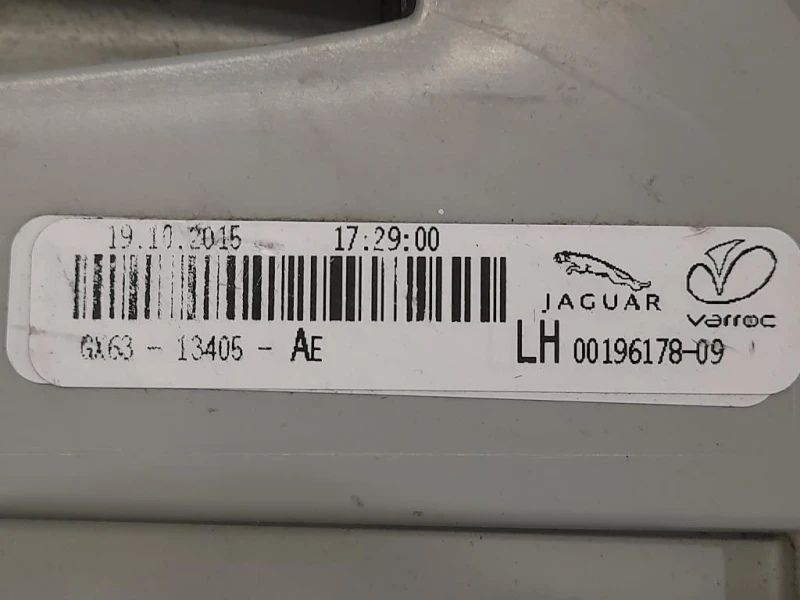 19.10.2015 17:29:00
JAGUAR
varroc
GX63 - 13405 - AE
LH 00196178-09